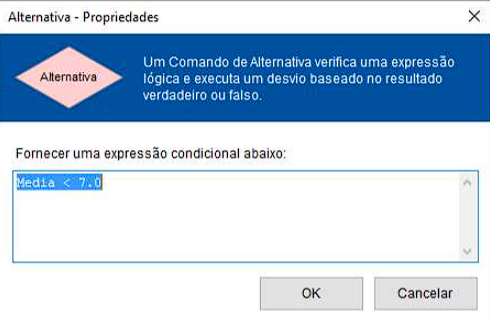 Alternativa - Propriedades
Alternativa
Um Comando de Alternativa verifica uma expressão
lógica e executa um desvio baseado no resultado
verdadeiro ou falso.
Fornecer uma expressão condicional abaixo:
Media < 7.0
OK
Cancelar